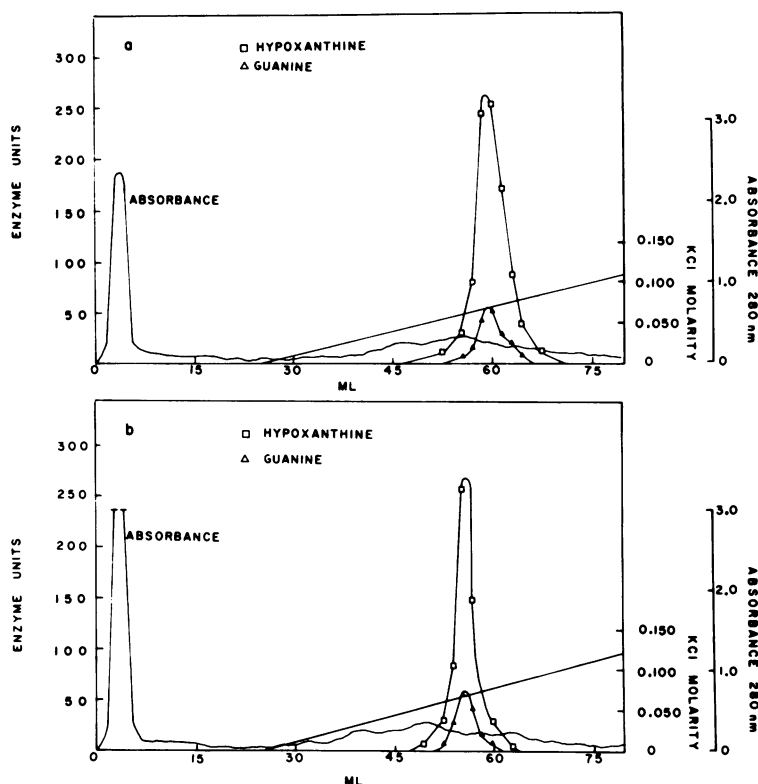 a
□ HYPOXANTHINE
△ GUANINE
ENZYME UNITS
300
250
200
150
100
50
ABSORBANCE
0.150
0.100
0.050
0
KCl MOLARITY
3.0
2.0
1.0
0
ABSORBANCE 280 nm
0 15 30 45 60 75
ML
b
□ HYPOXANTHINE
△ GUANINE
ENZYME UNITS
300
250
200
150
100
50
ABSORBANCE
0.150
0.100
0.050
0
KCl MOLARITY
3.0
2.0
1.0
0
ABSORBANCE 280 nm
0 15 30 45 60 75
ML